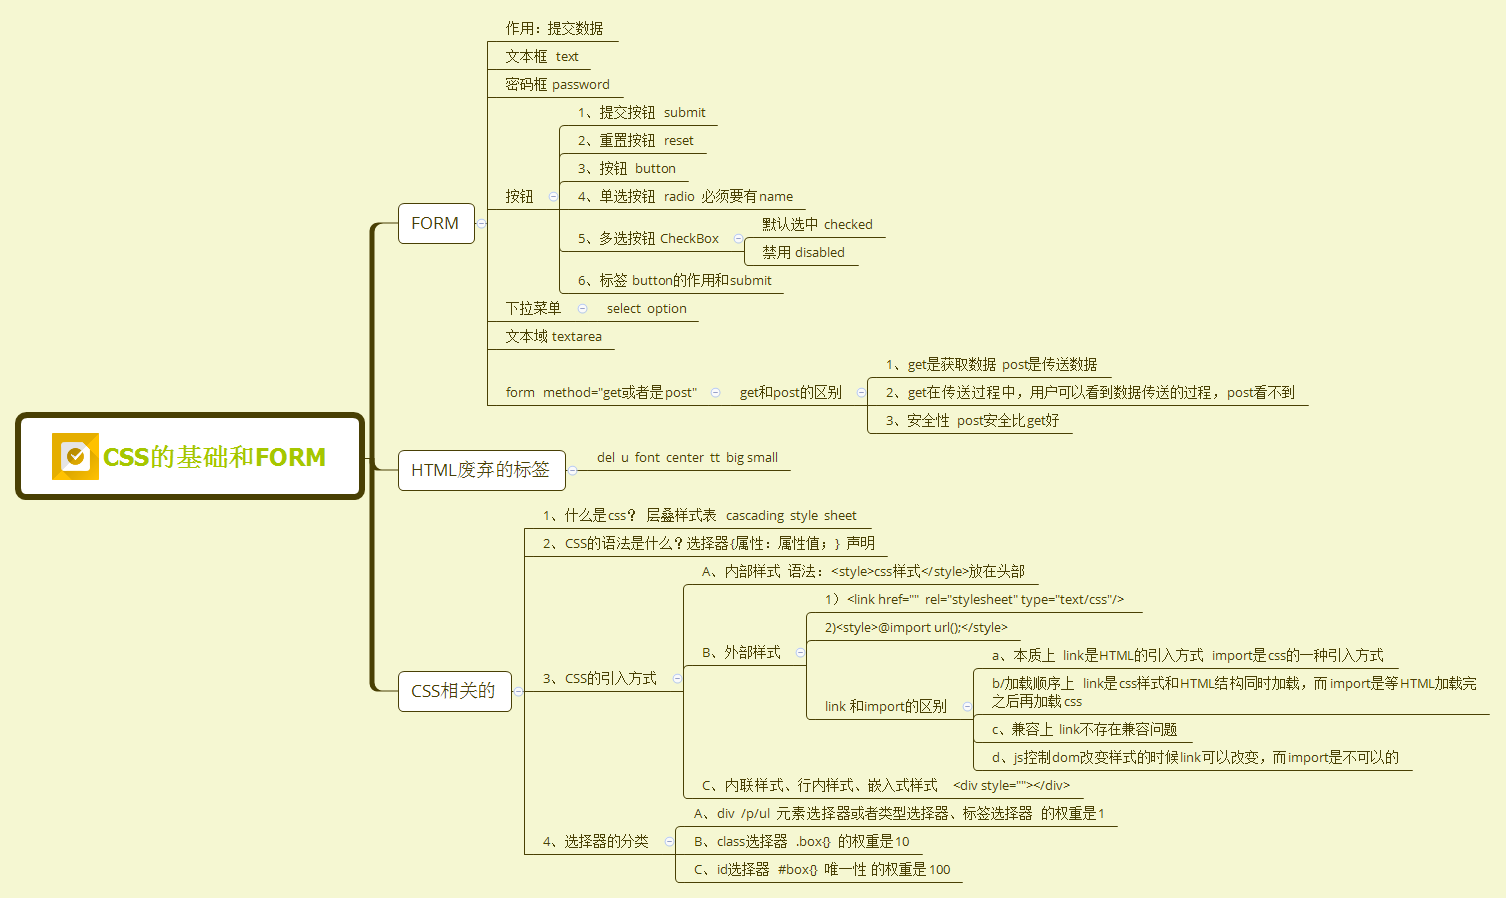 CSS的基础和FORM
FORM
作用：提交数据
文本框 text
密码框 password
按钮
1、提交按钮 submit
2、重置按钮 reset
3、按钮 button
4、单选按钮 radio 必须要有name
5、多选按钮 CheckBox
默认选中 checked
禁用 disabled
6、标签 button的作用和submit
下拉菜单
select option
文本域 textarea
form method="get或者是post"
get和post的区别
1、get是获取数据 post是传送数据
2、get在传送过程中，用户可以看到数据传送的过程，post看不到
3、安全性 post安全比get好
HTML废弃的标签
del u font center tt big small
CSS相关的
1、什么是css？ 层叠样式表 cascading style sheet
2、CSS的语法是什么？选择器{属性：属性值；} 声明
3、CSS的引入方式
A、内部样式 语法：<style>css样式</style>放在头部
B、外部样式
1）<link href="" rel="stylesheet" type="text/css"/>
2)<style>@import url();</style>
link 和import的区别
a、本质上 link是HTML的引入方式 import是css的一种引入方式
b/加载顺序上 link是css样式和HTML结构同时加载，而import是等HTML加载完
之后再加载css
c、兼容上 link不存在兼容问题
d、js控制dom改变样式的时候link可以改变，而import是不可以的
C、内联样式、行内样式、嵌入式样式 <div style=""></div>
4、选择器的分类
A、div /p/ul 元素选择器或者类型选择器、标签选择器 的权重是1
B、class选择器 .box{} 的权重是10
C、id选择器 #box{} 唯一性 的权重是100